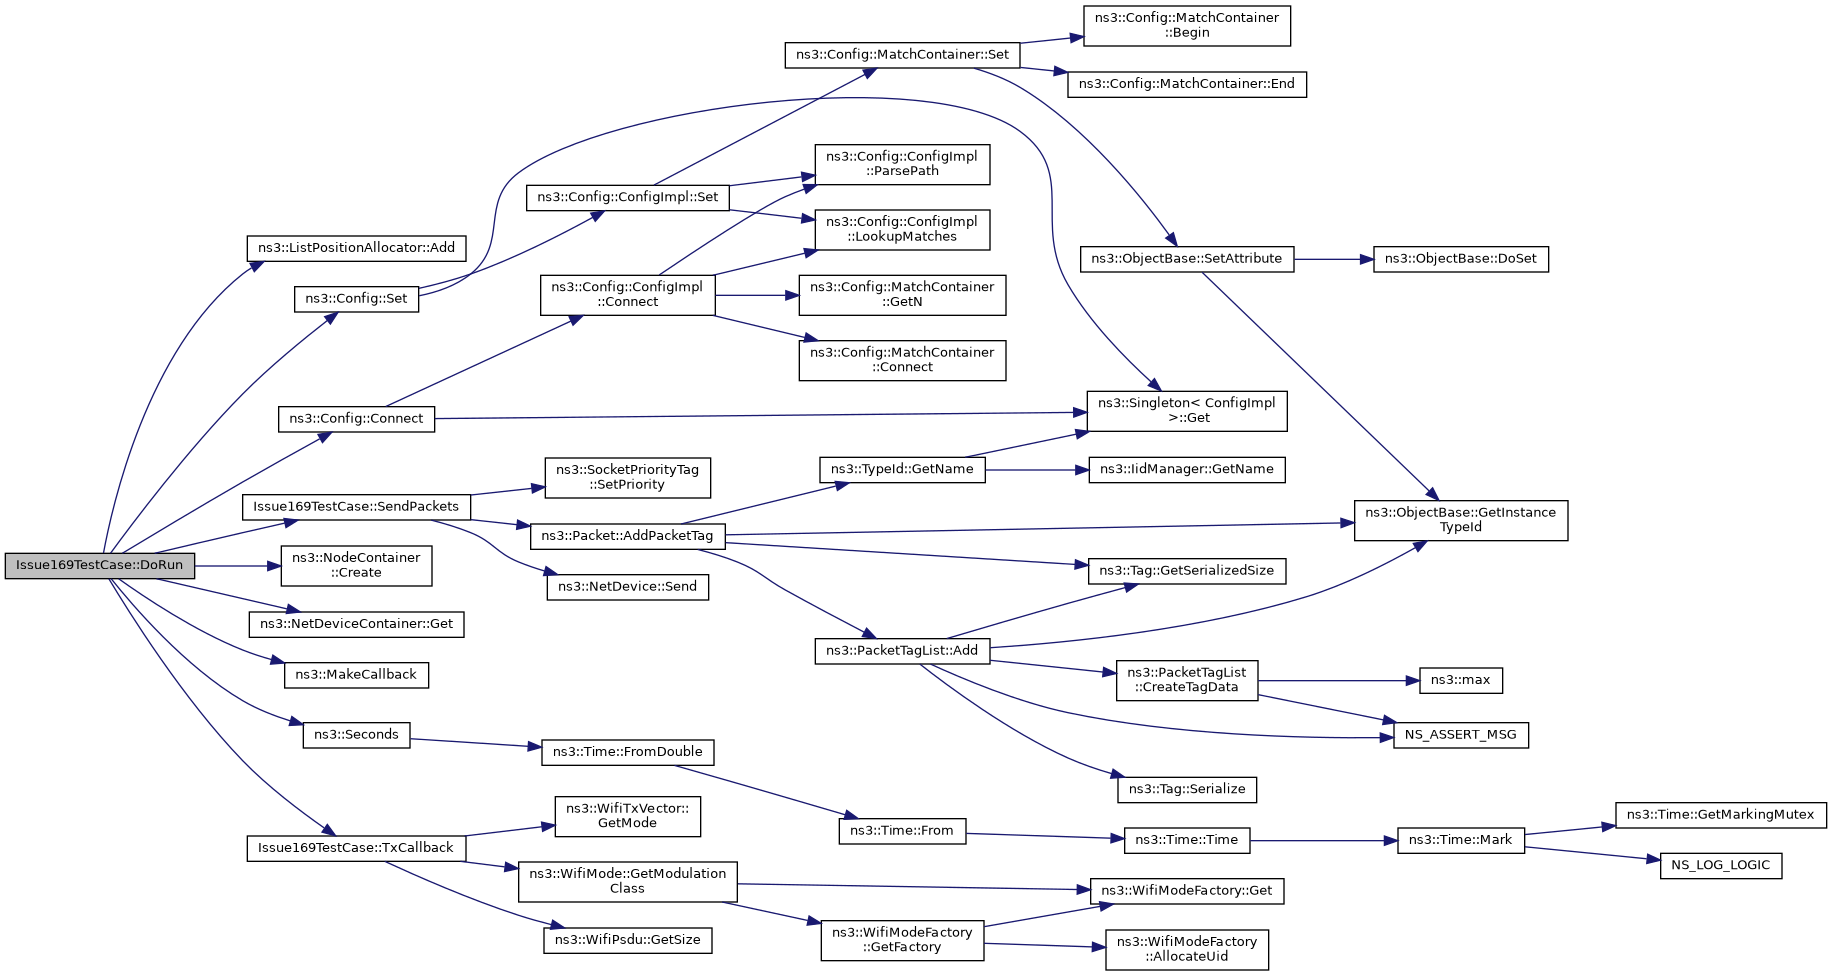 Issue169TestCase::DoRun
ns3::ListPositionAllocator::Add
ns3::Config::Set
ns3::Config::Connect
Issue169TestCase::SendPackets
ns3::NodeContainer
::Create
ns3::NetDeviceContainer::Get
ns3::MakeCallback
ns3::Seconds
Issue169TestCase::TxCallback
ns3::Config::ConfigImpl::Set
ns3::Config::ConfigImpl
::Connect
ns3::SocketPriorityTag
::SetPriority
ns3::Packet::AddPacketTag
ns3::NetDevice::Send
ns3::Time::FromDouble
ns3::WifiTxVector::
GetMode
ns3::WifiMode::GetModulation
Class
ns3::WifiPsdu::GetSize
ns3::Config::MatchContainer::Set
ns3::Config::ConfigImpl
::ParsePath
ns3::Config::ConfigImpl
::LookupMatches
ns3::Config::MatchContainer
::GetN
ns3::Config::MatchContainer
::Connect
ns3::TypeId::GetName
ns3::PacketTagList::Add
ns3::Time::From
ns3::WifiModeFactory
::GetFactory
ns3::Config::MatchContainer
::Begin
ns3::Config::MatchContainer::End
ns3::ObjectBase::SetAttribute
ns3::Singleton< ConfigImpl
>::Get
ns3::IidManager::GetName
ns3::Tag::GetSerializedSize
ns3::PacketTagList
::CreateTagData
ns3::Tag::Serialize
ns3::Time::Time
ns3::WifiModeFactory::Get
ns3::WifiModeFactory
::AllocateUid
ns3::ObjectBase::DoSet
ns3::ObjectBase::GetInstance
TypeId
ns3::max
NS_ASSERT_MSG
ns3::Time::Mark
ns3::Time::GetMarkingMutex
NS_LOG_LOGIC